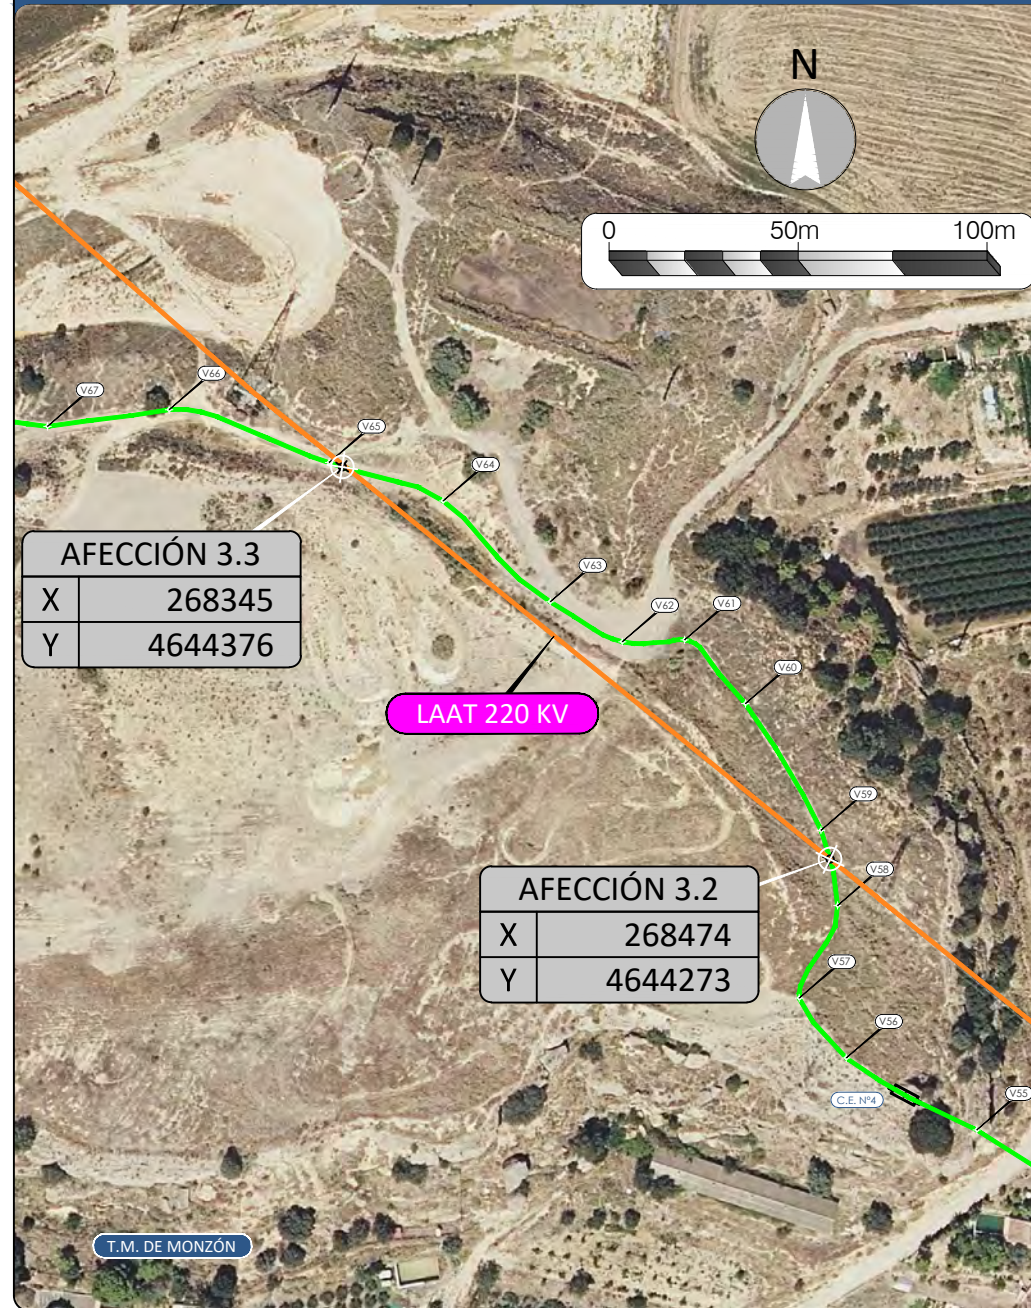 N
0 50m 100m
V67
V66
V65
V64
V63
V62
V61
V60
V59
V58
V57
V56
V55
AFECCIÓN 3.3
X 268345
Y 4644376
LAAT 220 KV
AFECCIÓN 3.2
X 268474
Y 4644273
C.E. Nº4
T.M. DE MONZÓN